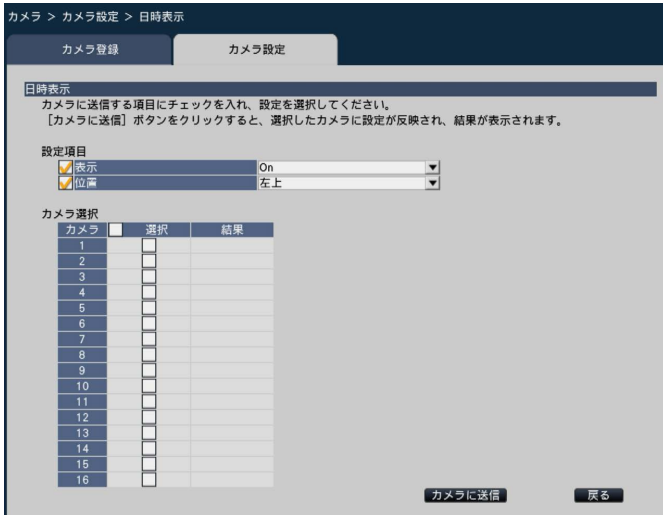 カメラ > カメラ設定 > 日時表示
カメラ登録 カメラ設定
日時表示
カメラに送信する項目にチェックを入れ、設定を選択してください。
［カメラに送信］ボタンをクリックすると、選択したカメラに設定が反映され、結果が表示されます。
設定項目
表示 On
位置 左上
カメラ選択
カメラ 選択 結果
1
2
3
4
5
6
7
8
9
10
11
12
13
14
15
16
カメラに送信 戻る